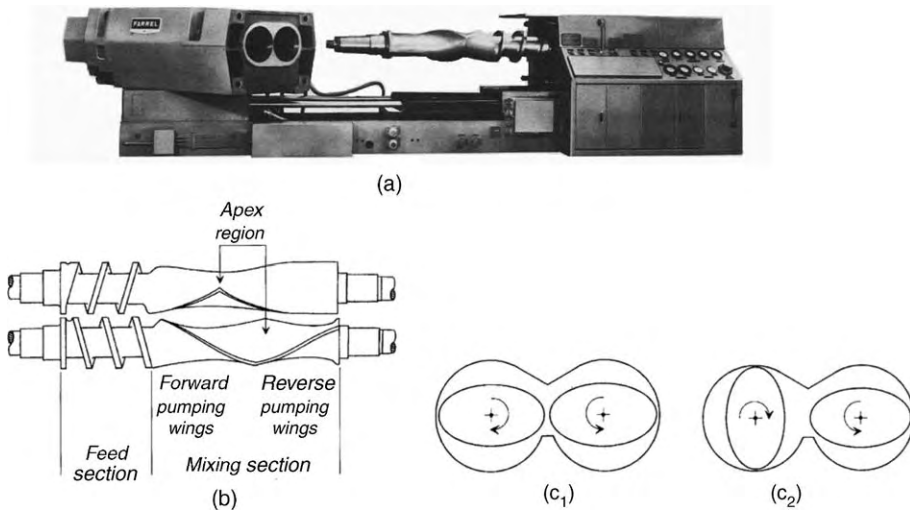 FARREL
(a)
Apex
region
Forward
pumping
wings
Reverse
pumping
wings
Feed
section
Mixing section
(b)
(c1)
(c2)